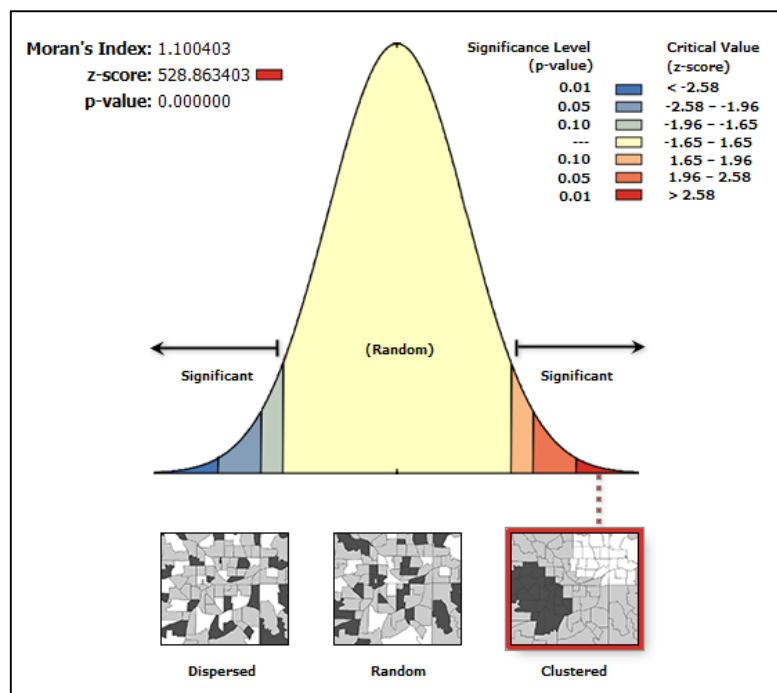 Moran's Index: 1.100403
z-score: 528.863403
p-value: 0.000000
Significance Level
(p-value)
Critical Value
(z-score)
0.01 < -2.58
0.05 -2.58 – -1.96
0.10 -1.96 – -1.65
--- -1.65 – 1.65
0.10 1.65 – 1.96
0.05 1.96 – 2.58
0.01 > 2.58
(Random)
Significant
Significant
Dispersed
Random
Clustered